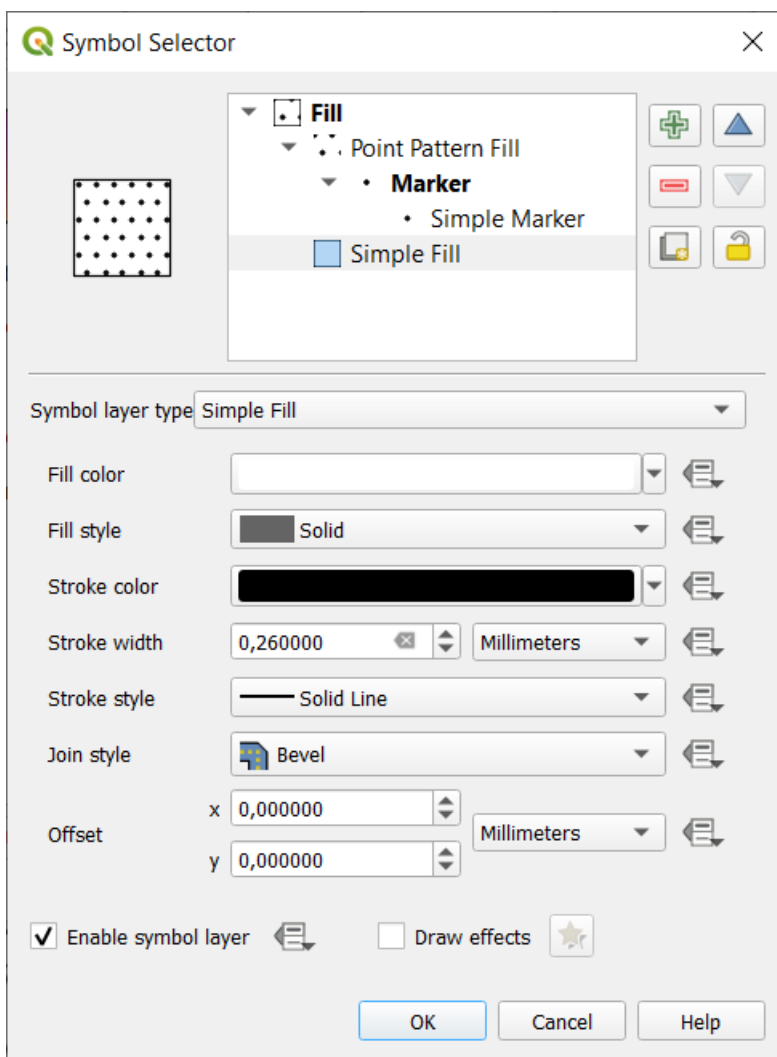 Symbol Selector
Fill
Point Pattern Fill
Marker
Simple Marker
Simple Fill
Symbol layer type Simple Fill
Fill color
Fill style Solid
Stroke color
Stroke width 0,260000 Millimeters
Stroke style Solid Line
Join style Bevel
x 0,000000
Offset Millimeters
y 0,000000
Enable symbol layer Draw effects
OK Cancel Help